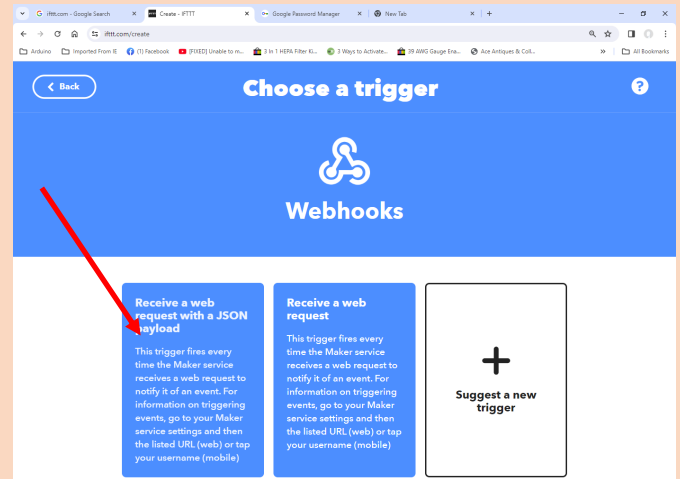 ifttt.com - Google Search
Create - IFTTT
Google Password Manager
New Tab
ifttt.com/create
Arduino
Imported From IE
(1) Facebook
[FIXED] Unable to m...
3 In 1 HEPA Filter Ki...
3 Ways to Activate...
39 AWG Gauge Ena...
Ace Antiques & Coll...
All Bookmarks
Back
Choose a trigger
?
Webhooks
Receive a web
request with a JSON
payload
This trigger fires every
time the Maker service
receives a web request to
notify it of an event. For
information on triggering
events, go to your Maker
service settings and then
the listed URL (web) or tap
your username (mobile)
Receive a web
request
This trigger fires every
time the Maker service
receives a web request to
notify it of an event. For
information on triggering
events, go to your Maker
service settings and then
the listed URL (web) or tap
your username (mobile)
Suggest a new
trigger